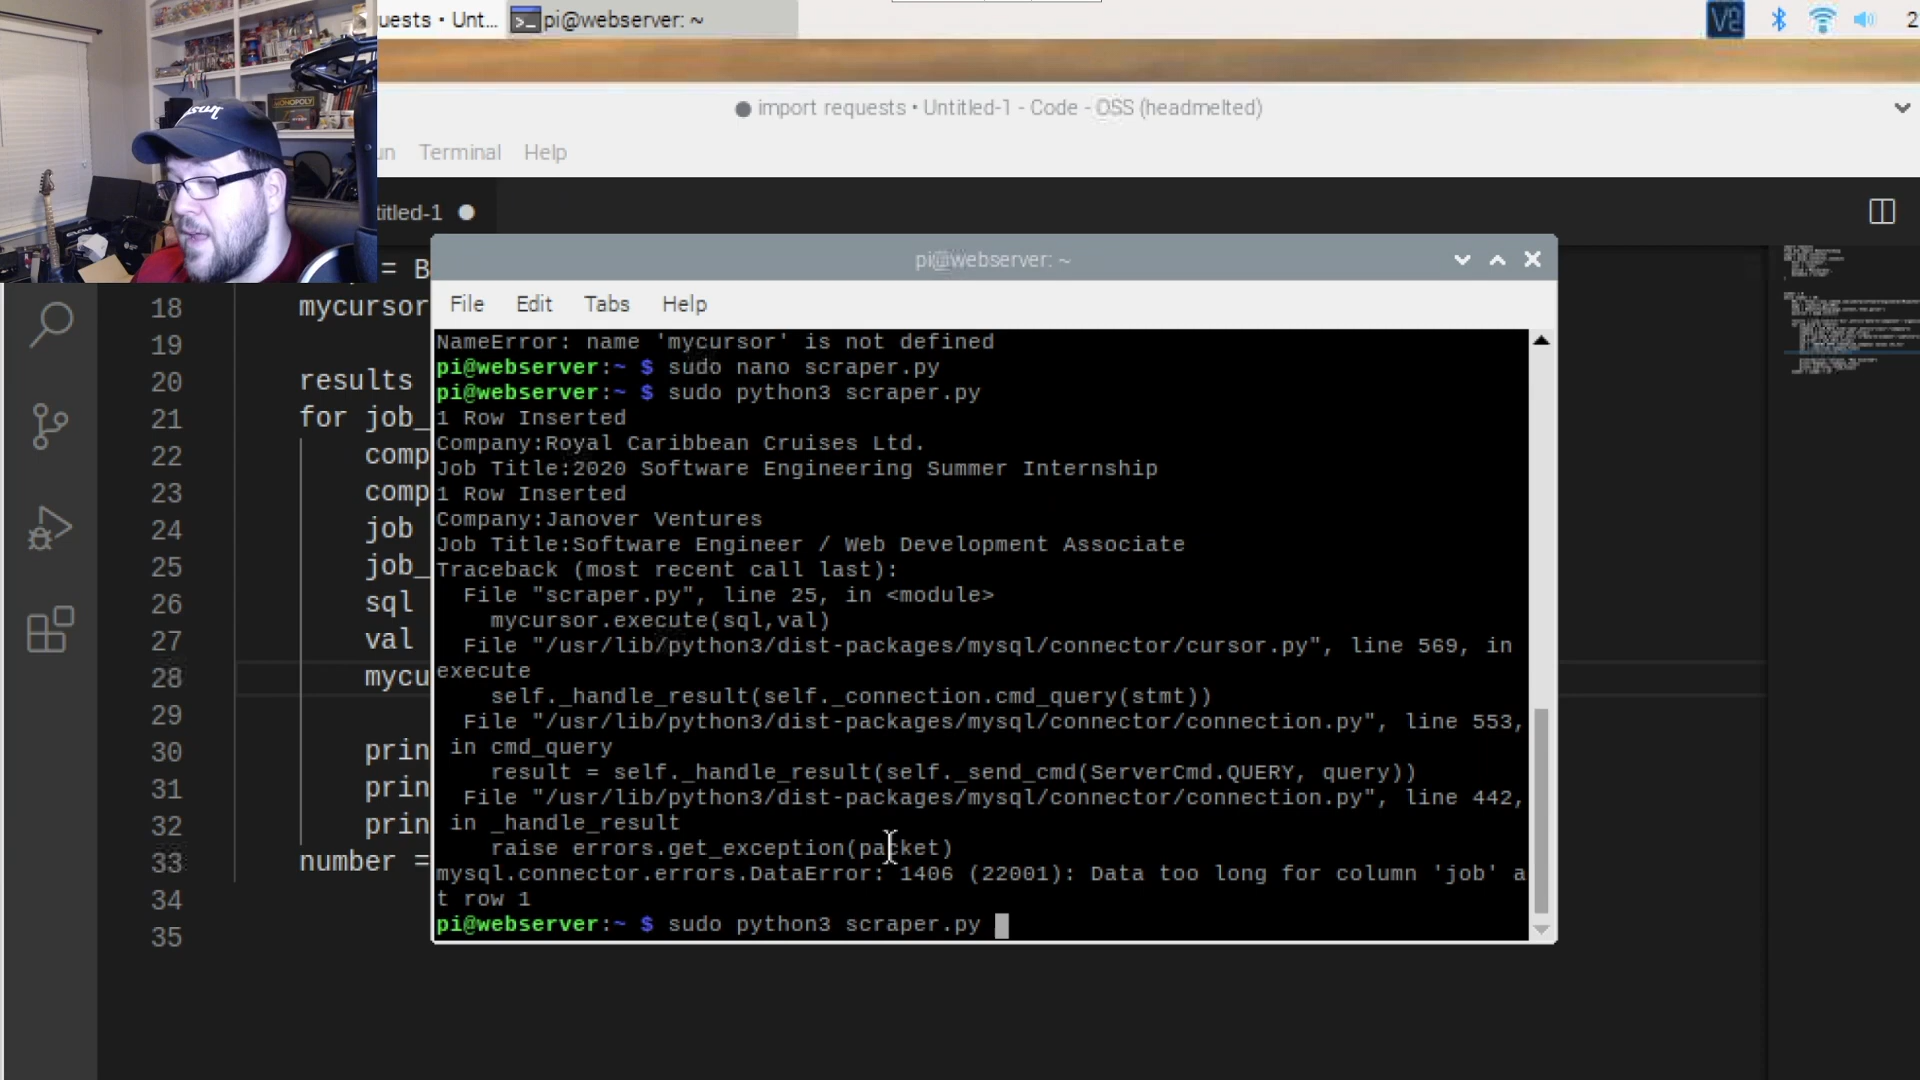 uests • Unt...
pi@webserver: ~
V2
2
import requests • Untitled-1 - Code - OSS (headmelted)
un Terminal Help
titled-1
MONOPOLY
pi@webserver: ~
File Edit Tabs Help
= B
18 mycursor
19
20 results
21 for job_
22 comp
23 comp
24 job
25 job_
26 sql
27 val
28 mycu
29
30 prin
31 prin
32 prin
33 number =
34
35
NameError: name 'mycursor' is not defined
pi@webserver:~ $ sudo nano scraper.py
pi@webserver:~ $ sudo python3 scraper.py
1 Row Inserted
Company:Royal Caribbean Cruises Ltd.
Job Title:2020 Software Engineering Summer Internship
1 Row Inserted
Company:Janover Ventures
Job Title:Software Engineer / Web Development Associate
Traceback (most recent call last):
File "scraper.py", line 25, in <module>
mycursor.execute(sql,val)
File "/usr/lib/python3/dist-packages/mysql/connector/cursor.py", line 569, in
execute
self._handle_result(self._connection.cmd_query(stmt))
File "/usr/lib/python3/dist-packages/mysql/connector/connection.py", line 553,
in cmd_query
result = self._handle_result(self._send_cmd(ServerCmd.QUERY, query))
File "/usr/lib/python3/dist-packages/mysql/connector/connection.py", line 442,
in _handle_result
raise errors.get_exception(packet)
mysql.connector.errors.DataError: 1406 (22001): Data too long for column 'job' a
t row 1
pi@webserver:~ $ sudo python3 scraper.py